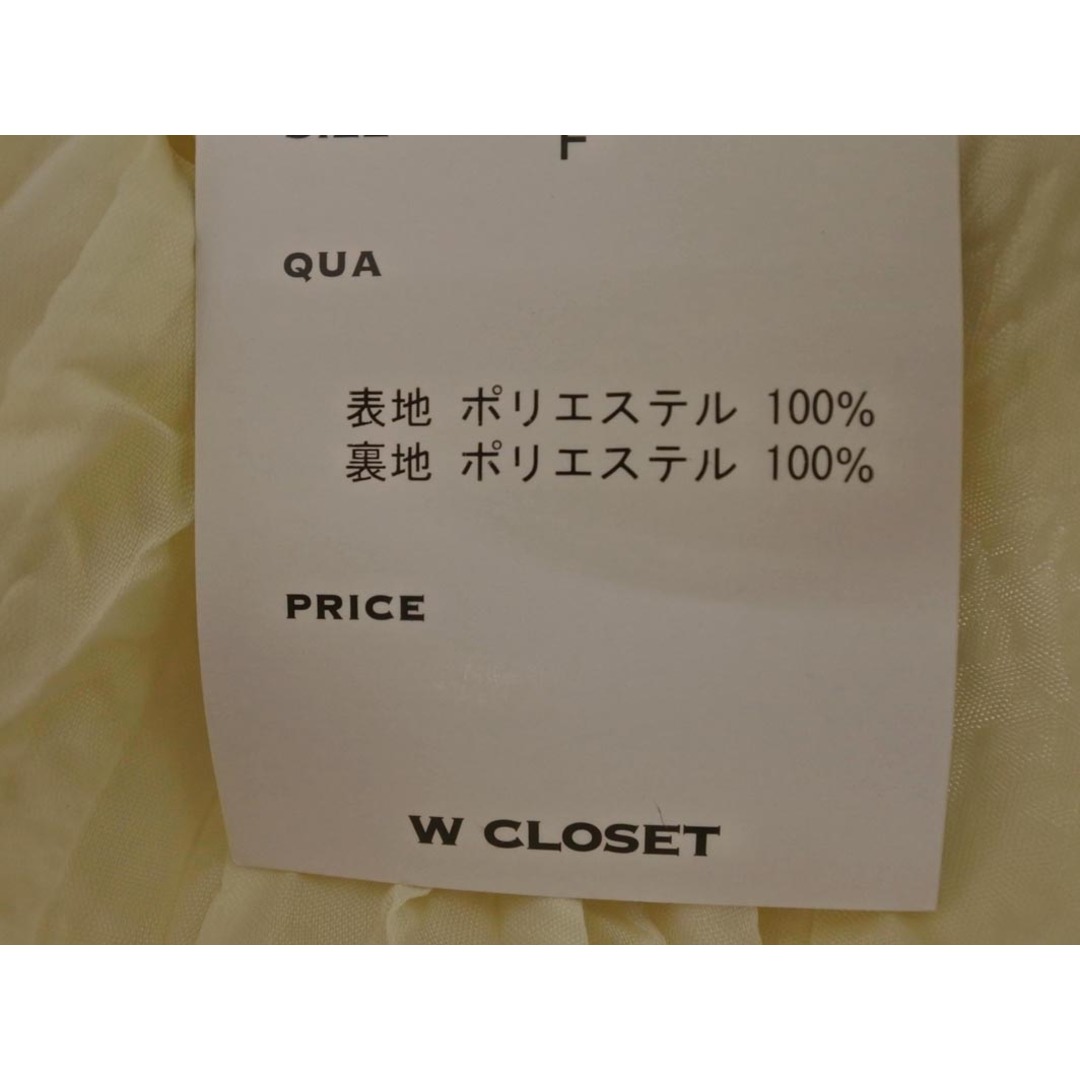 SIZE F
QUA
表地 ポリエステル 100%
裏地 ポリエステル 100%
PRICE
W CLOSET